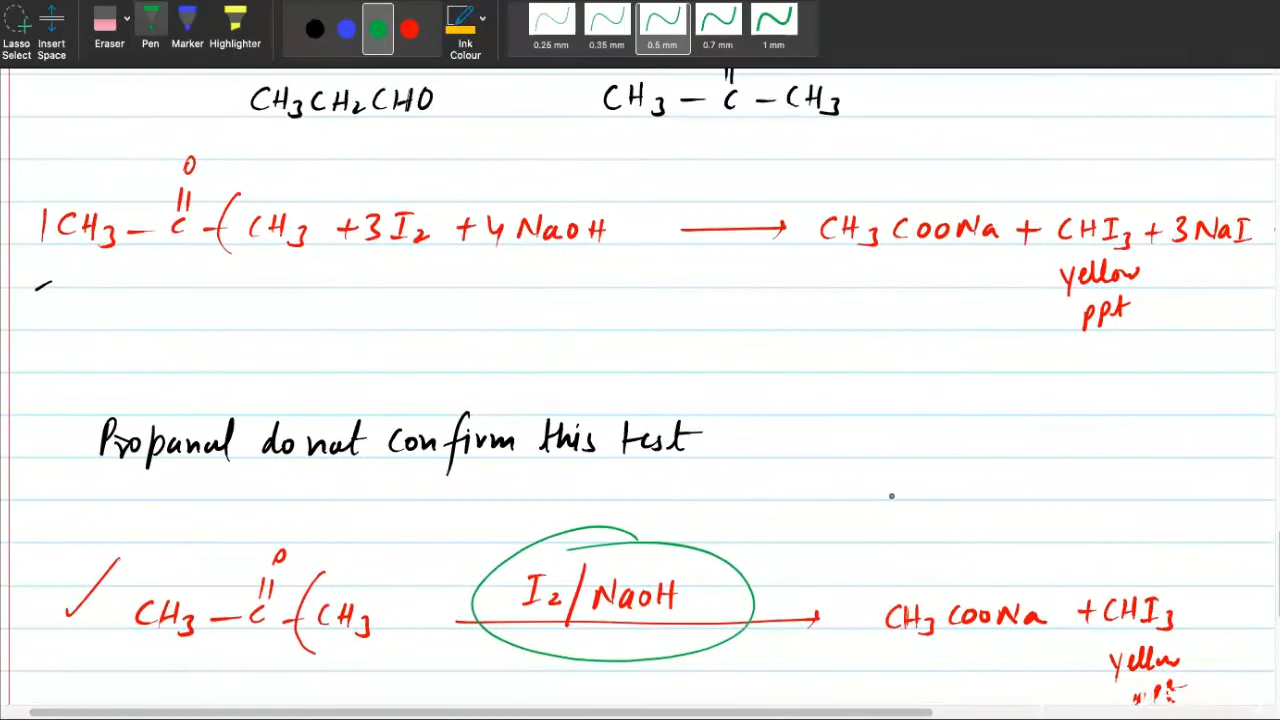 Lasso Select
Insert Space
Eraser
Pen
Marker
Highlighter
Ink Colour
0.25 mm
0.35 mm
0.5 mm
0.7 mm
1 mm
CH3CH2CHO
CH3 – C – CH3
O
1CH3 – C – (CH3 + 3I2 + 4NaOH → CH3COONa + CHI3 + 3NaI
yellow
ppt
Propanal do not confirm this test
O
CH3 – C – (CH3 I2/NaOH → CH3COONa + CHI3
yellow
ppt